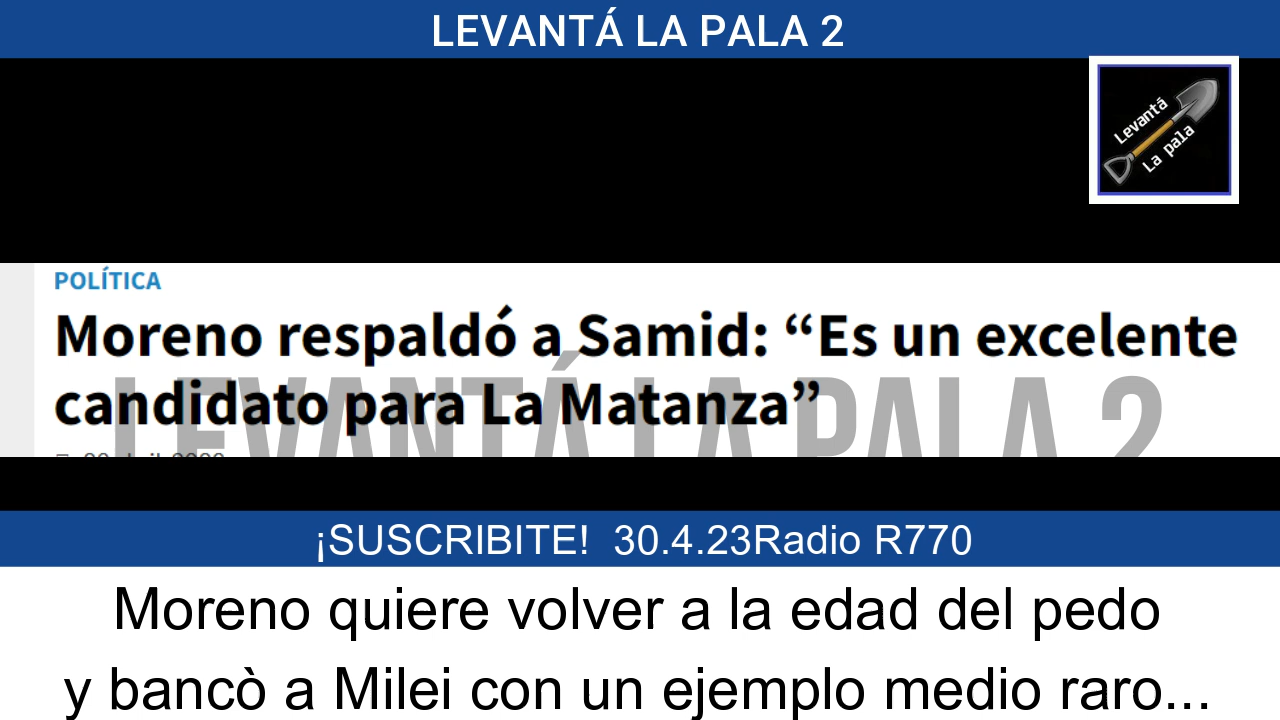 LEVANTÁ LA PALA 2
Levantá
La pala
POLÍTICA
Moreno respaldó a Samid: “Es un excelente
candidato para La Matanza”
LEVANTÁ LA PALA 2
¡SUSCRIBITE!  30.4.23Radio R770
Moreno quiere volver a la edad del pedo
y bancò a Milei con un ejemplo medio raro...